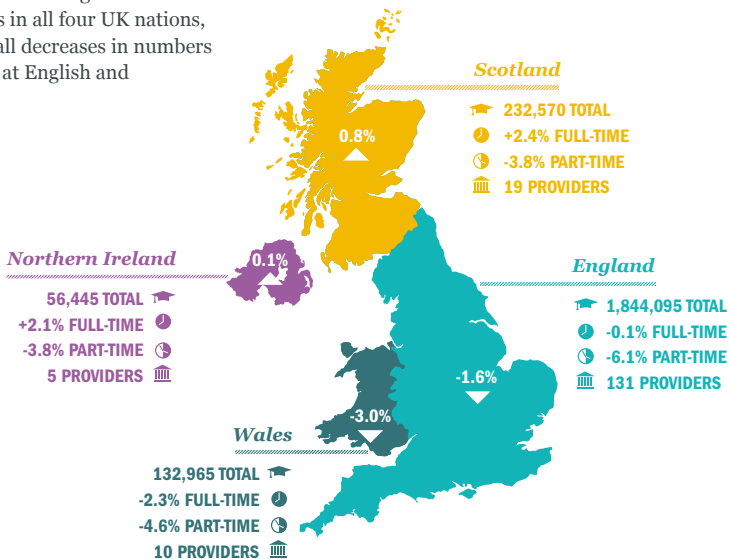 s in all four UK nations,
all decreases in numbers
at English and
Scotland
232,570 TOTAL
+2.4% FULL-TIME
-3.8% PART-TIME
19 PROVIDERS
0.8%
Northern Ireland
56,445 TOTAL
+2.1% FULL-TIME
-3.8% PART-TIME
5 PROVIDERS
0.1%
England
1,844,095 TOTAL
-0.1% FULL-TIME
-6.1% PART-TIME
131 PROVIDERS
-1.6%
Wales
132,965 TOTAL
-2.3% FULL-TIME
-4.6% PART-TIME
10 PROVIDERS
-3.0%